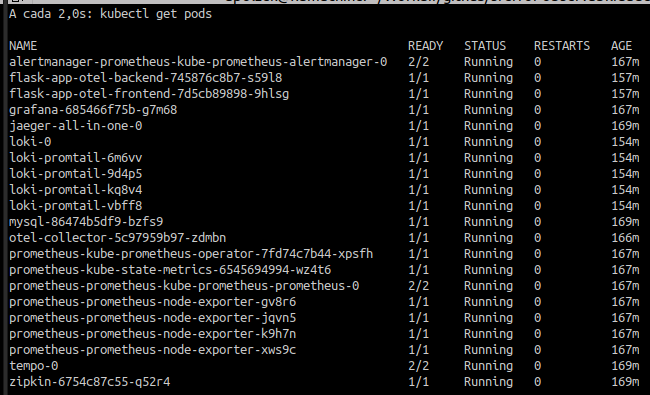 A cada 2,0s: kubectl get pods
NAME READY STATUS RESTARTS AGE
alertmanager-prometheus-kube-prometheus-alertmanager-0 2/2 Running 0 167m
flask-app-otel-backend-745876c8b7-s59l8 1/1 Running 0 157m
flask-app-otel-frontend-7d5cb89898-9hlsg 1/1 Running 0 157m
grafana-685466f75b-g7m68 1/1 Running 0 167m
jaeger-all-in-one-0 1/1 Running 0 169m
loki-0 1/1 Running 0 154m
loki-promtail-6m6vv 1/1 Running 0 154m
loki-promtail-9d4p5 1/1 Running 0 154m
loki-promtail-kq8v4 1/1 Running 0 154m
loki-promtail-vbff8 1/1 Running 0 154m
mysql-86474b5df9-bzfs9 1/1 Running 0 169m
otel-collector-5c97959b97-zdmbn 1/1 Running 0 166m
prometheus-kube-prometheus-operator-7fd74c7b44-xpsfh 1/1 Running 0 167m
prometheus-kube-state-metrics-6545694994-wz4t6 1/1 Running 0 167m
prometheus-prometheus-kube-prometheus-prometheus-0 2/2 Running 0 167m
prometheus-prometheus-node-exporter-gv8r6 1/1 Running 0 167m
prometheus-prometheus-node-exporter-jqvn5 1/1 Running 0 167m
prometheus-prometheus-node-exporter-k9h7n 1/1 Running 0 167m
prometheus-prometheus-node-exporter-xws9c 1/1 Running 0 167m
tempo-0 2/2 Running 0 169m
zipkin-6754c87c55-q52r4 1/1 Running 0 169m